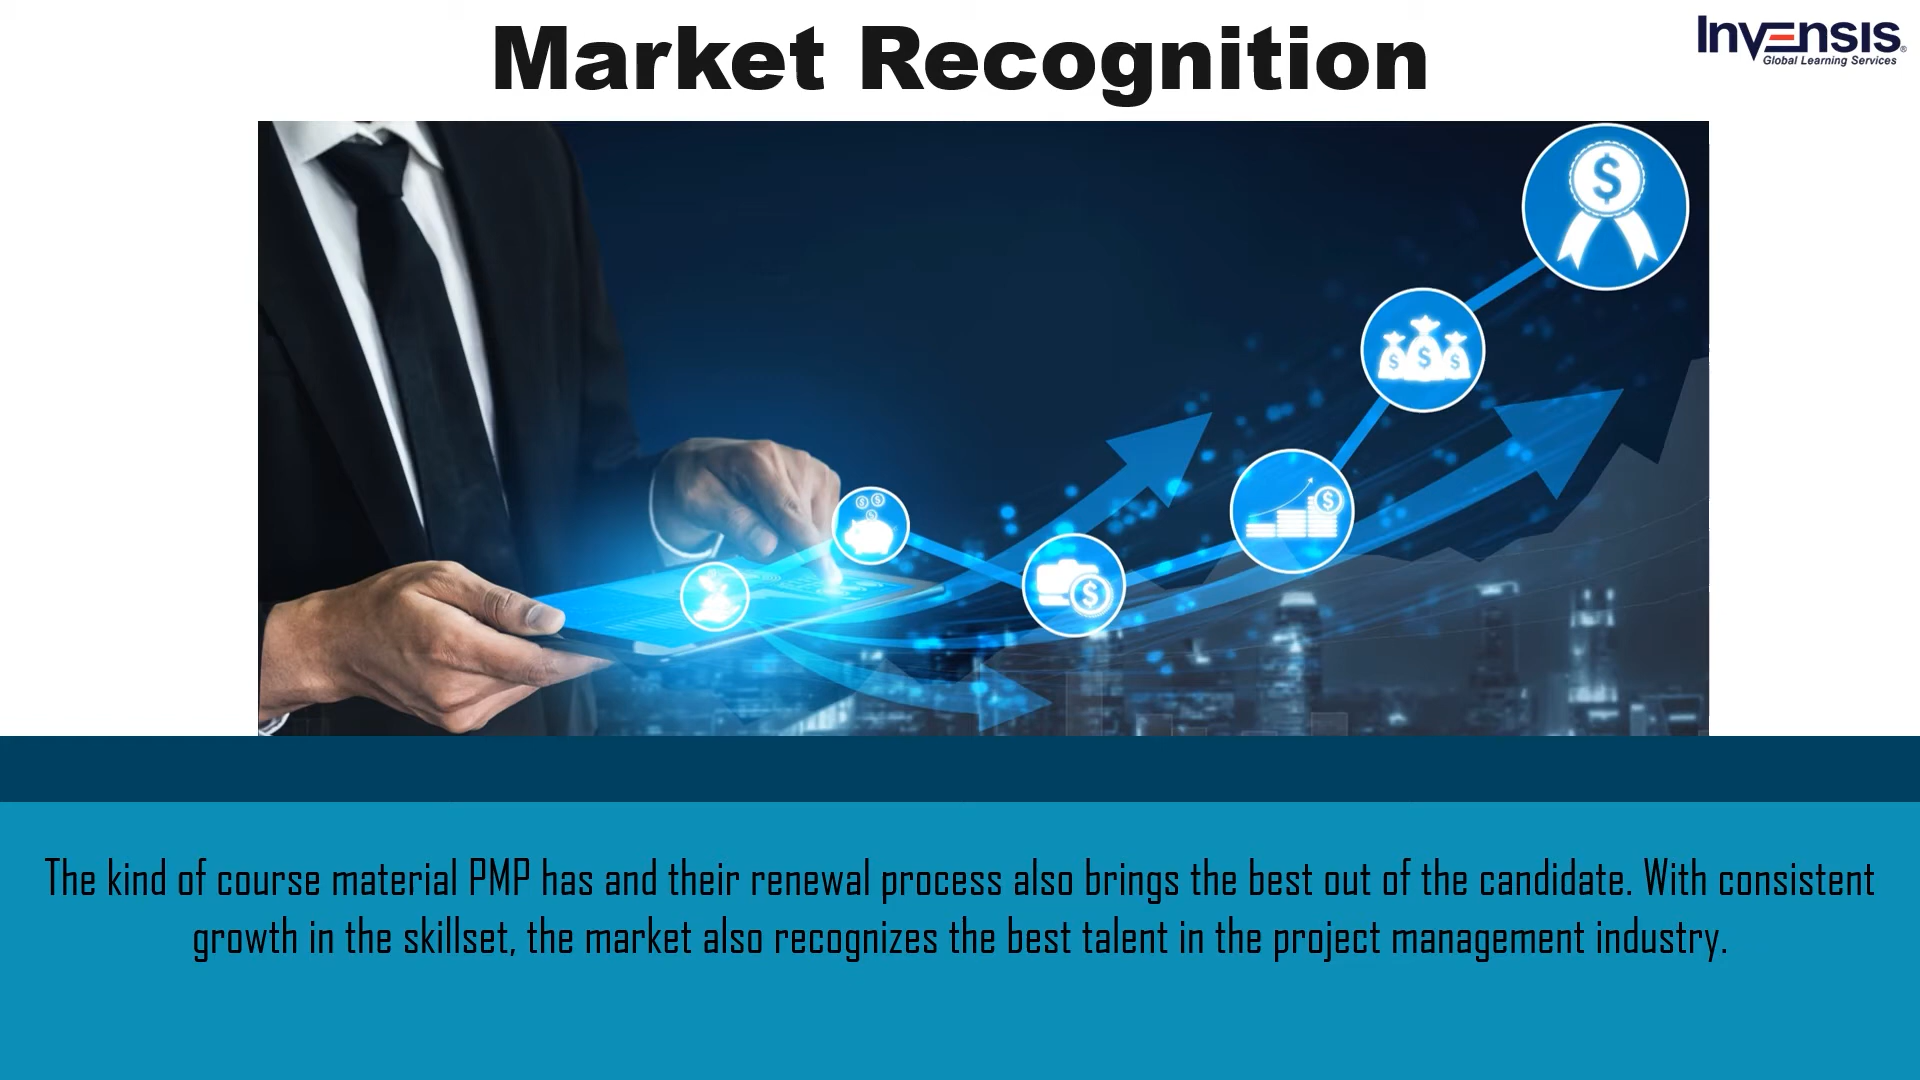 Market Recognition
Invensis®
Global Learning Services
$
$
$ $ $
$
$
The kind of course material PMP has and their renewal process also brings the best out of the candidate. With consistent
growth in the skillset, the market also recognizes the best talent in the project management industry.